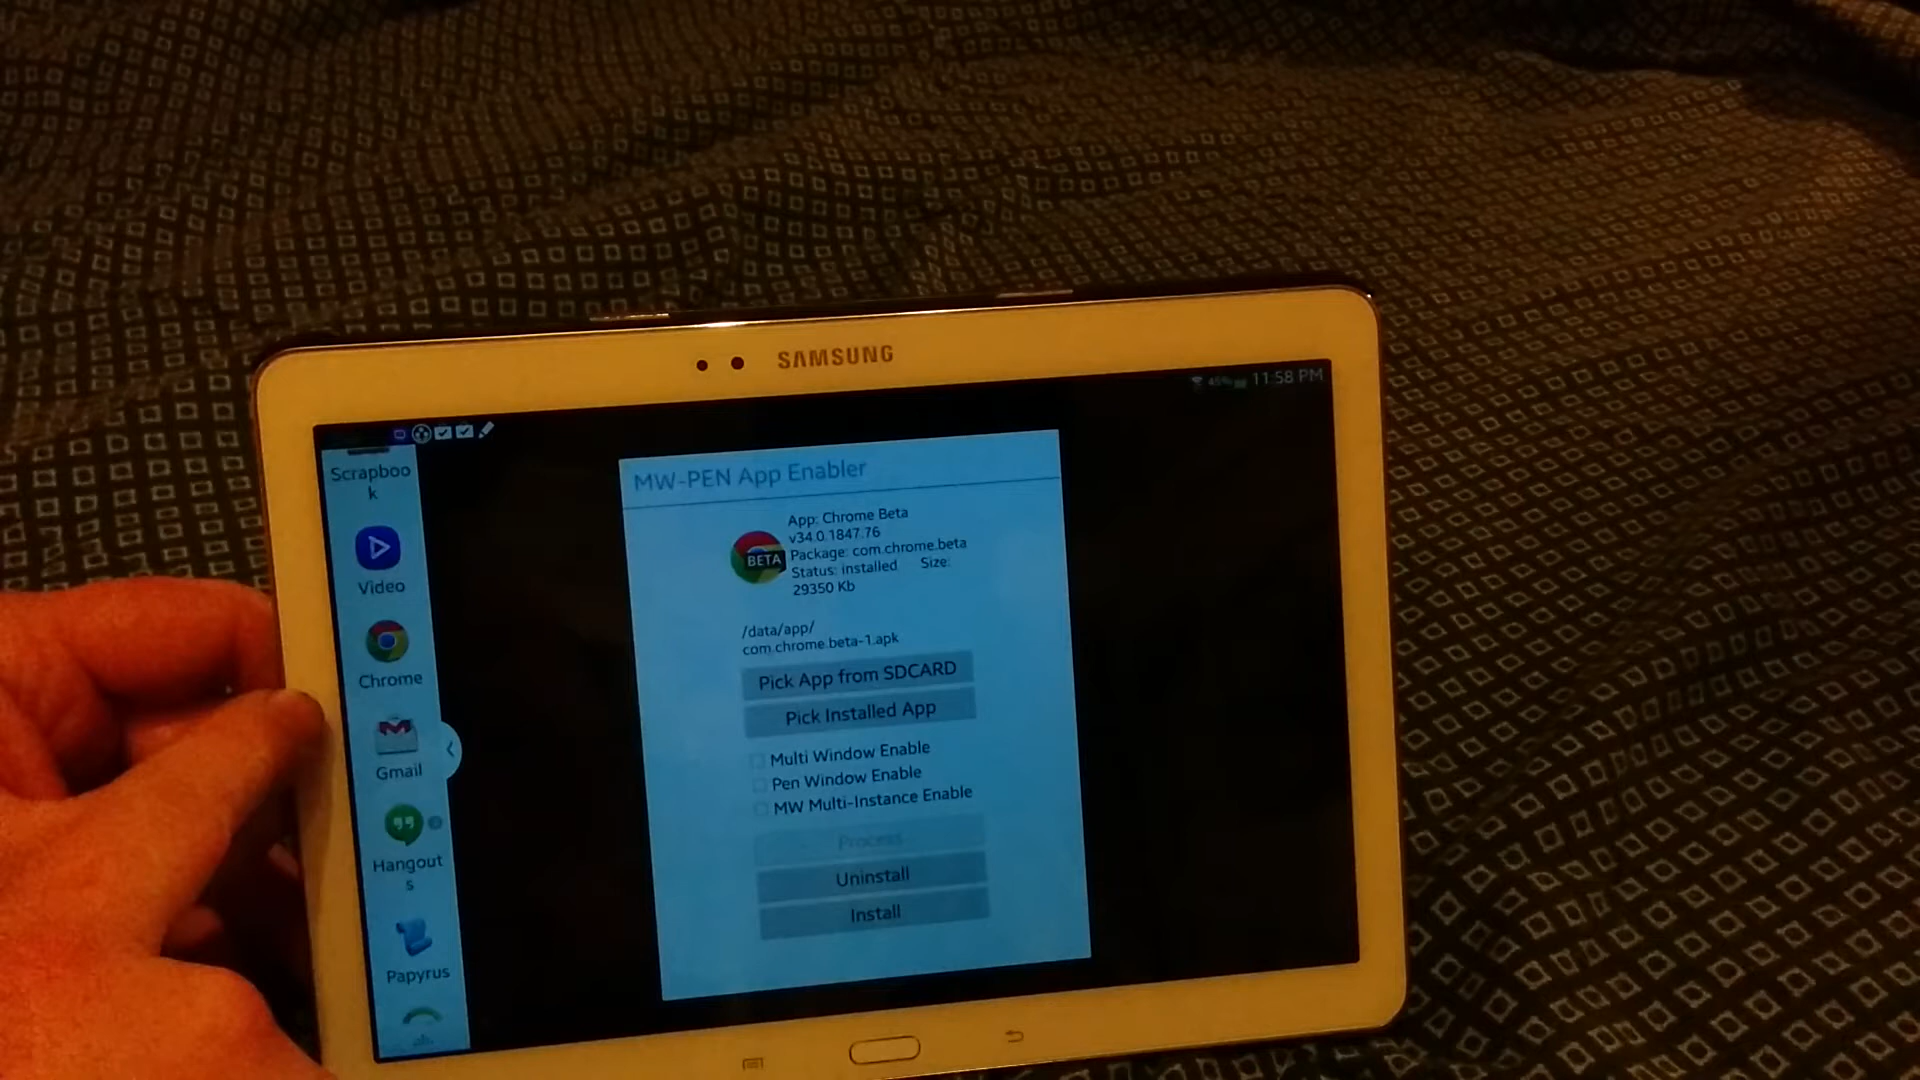 SAMSUNG
45% 11:58 PM
Scrapboo
k
Video
Chrome
Gmail
Hangout
s
Papyrus
MW-PEN App Enabler
App: Chrome Beta
v34.0.1847.76
Package: com.chrome.beta
Status: installed Size:
29350 Kb
BETA
/data/app/
com.chrome.beta-1.apk
Pick App from SDCARD
Pick Installed App
Multi Window Enable
Pen Window Enable
MW Multi-Instance Enable
Process
Uninstall
Install